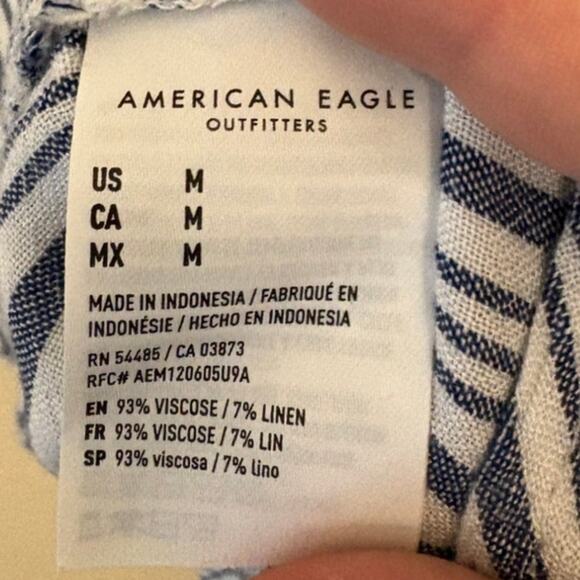 AMERICAN EAGLE
OUTFITTERS
US M
CA M
MX M
MADE IN INDONESIA / FABRIQUÉ EN
INDONÉSIE / HECHO EN INDONESIA
RN 54485 / CA 03873
RFC# AEM120605U9A
EN 93% VISCOSE / 7% LINEN
FR 93% VISCOSE / 7% LIN
SP 93% viscosa / 7% lino